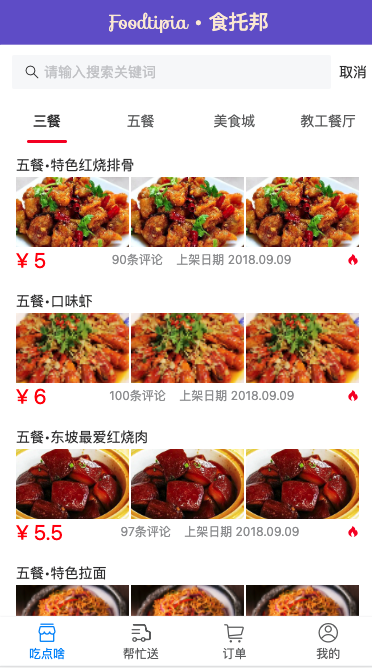 Foodtipia • 食托邦
请输入搜索关键词 取消
三餐 五餐 美食城 教工餐厅
五餐•特色红烧排骨
¥ 5 90条评论 上架日期 2018.09.09
五餐•口味虾
¥ 6 100条评论 上架日期 2018.09.09
五餐•东坡最爱红烧肉
¥ 5.5 97条评论 上架日期 2018.09.09
五餐•特色拉面
吃点啥 帮忙送 订单 我的